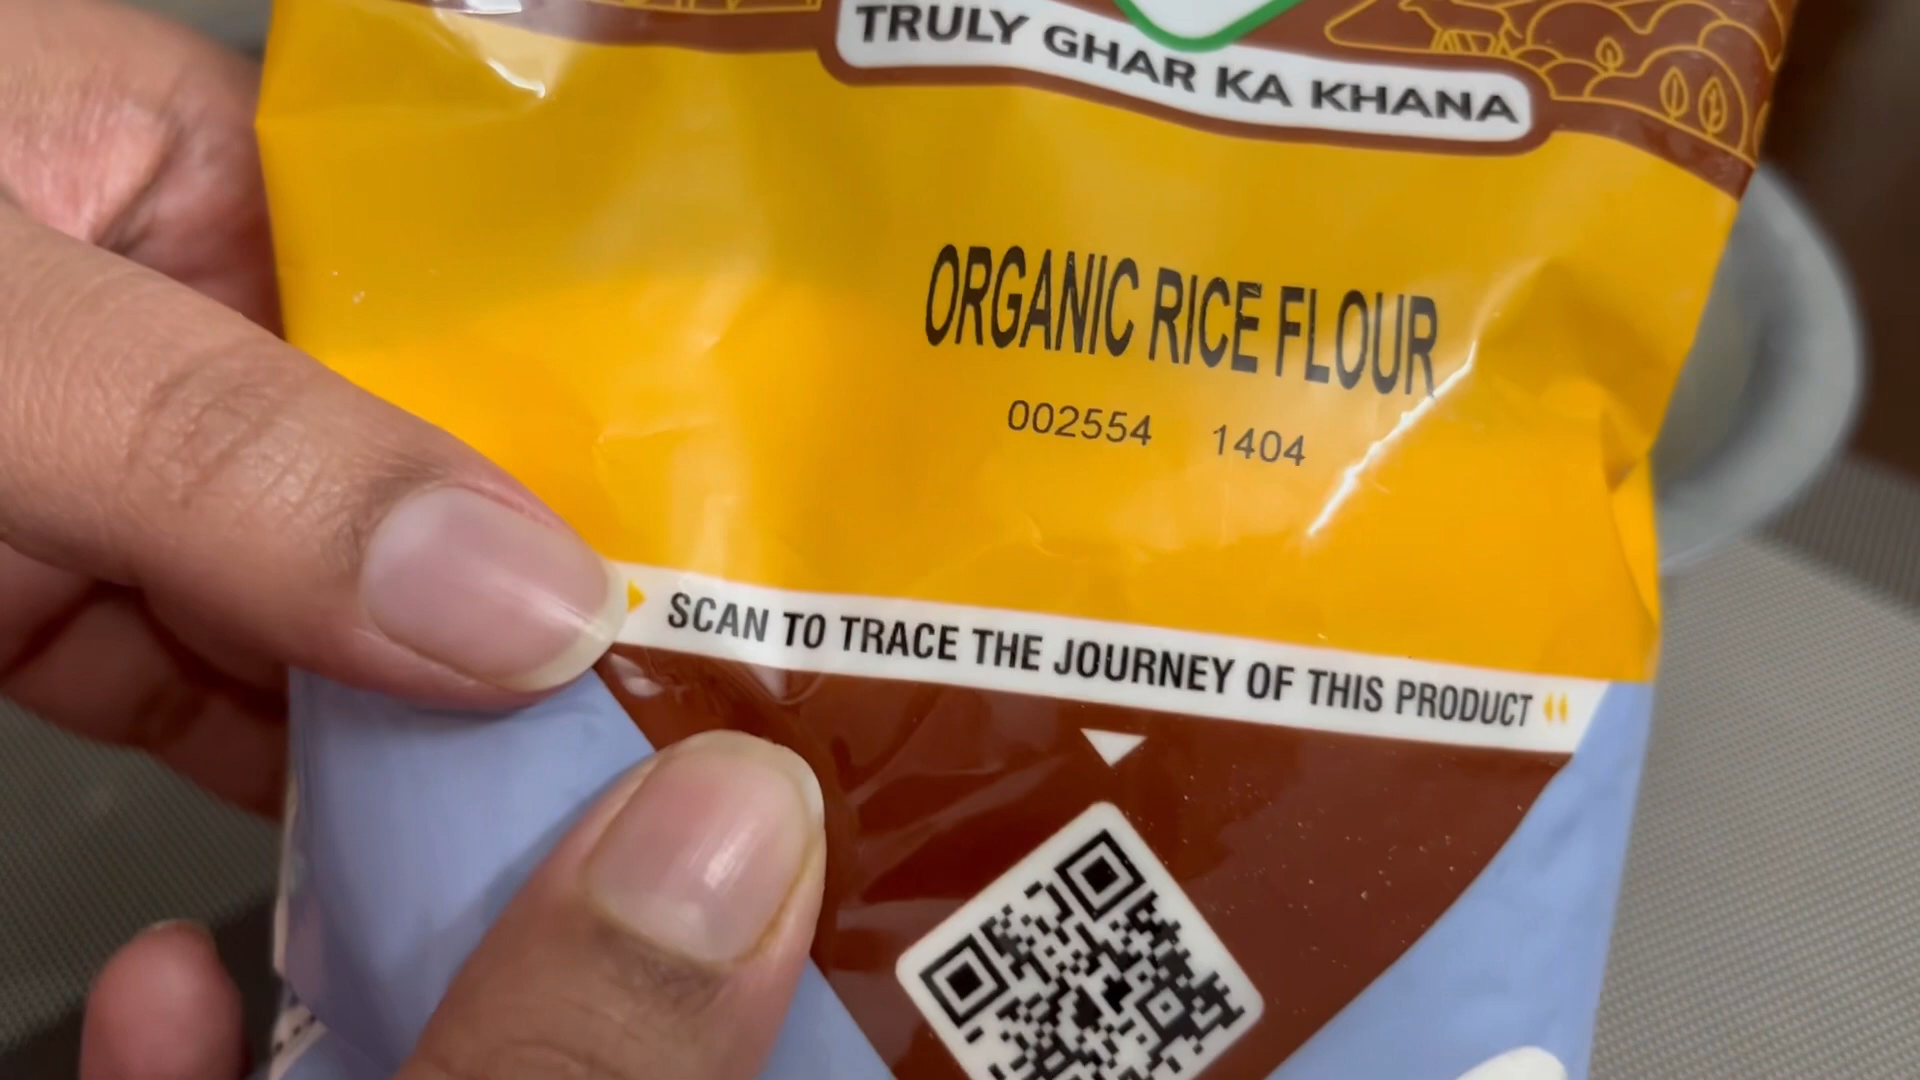 TRULY GHAR KA KHANA
ORGANIC RICE FLOUR
002554 1404
SCAN TO TRACE THE JOURNEY OF THIS PRODUCT